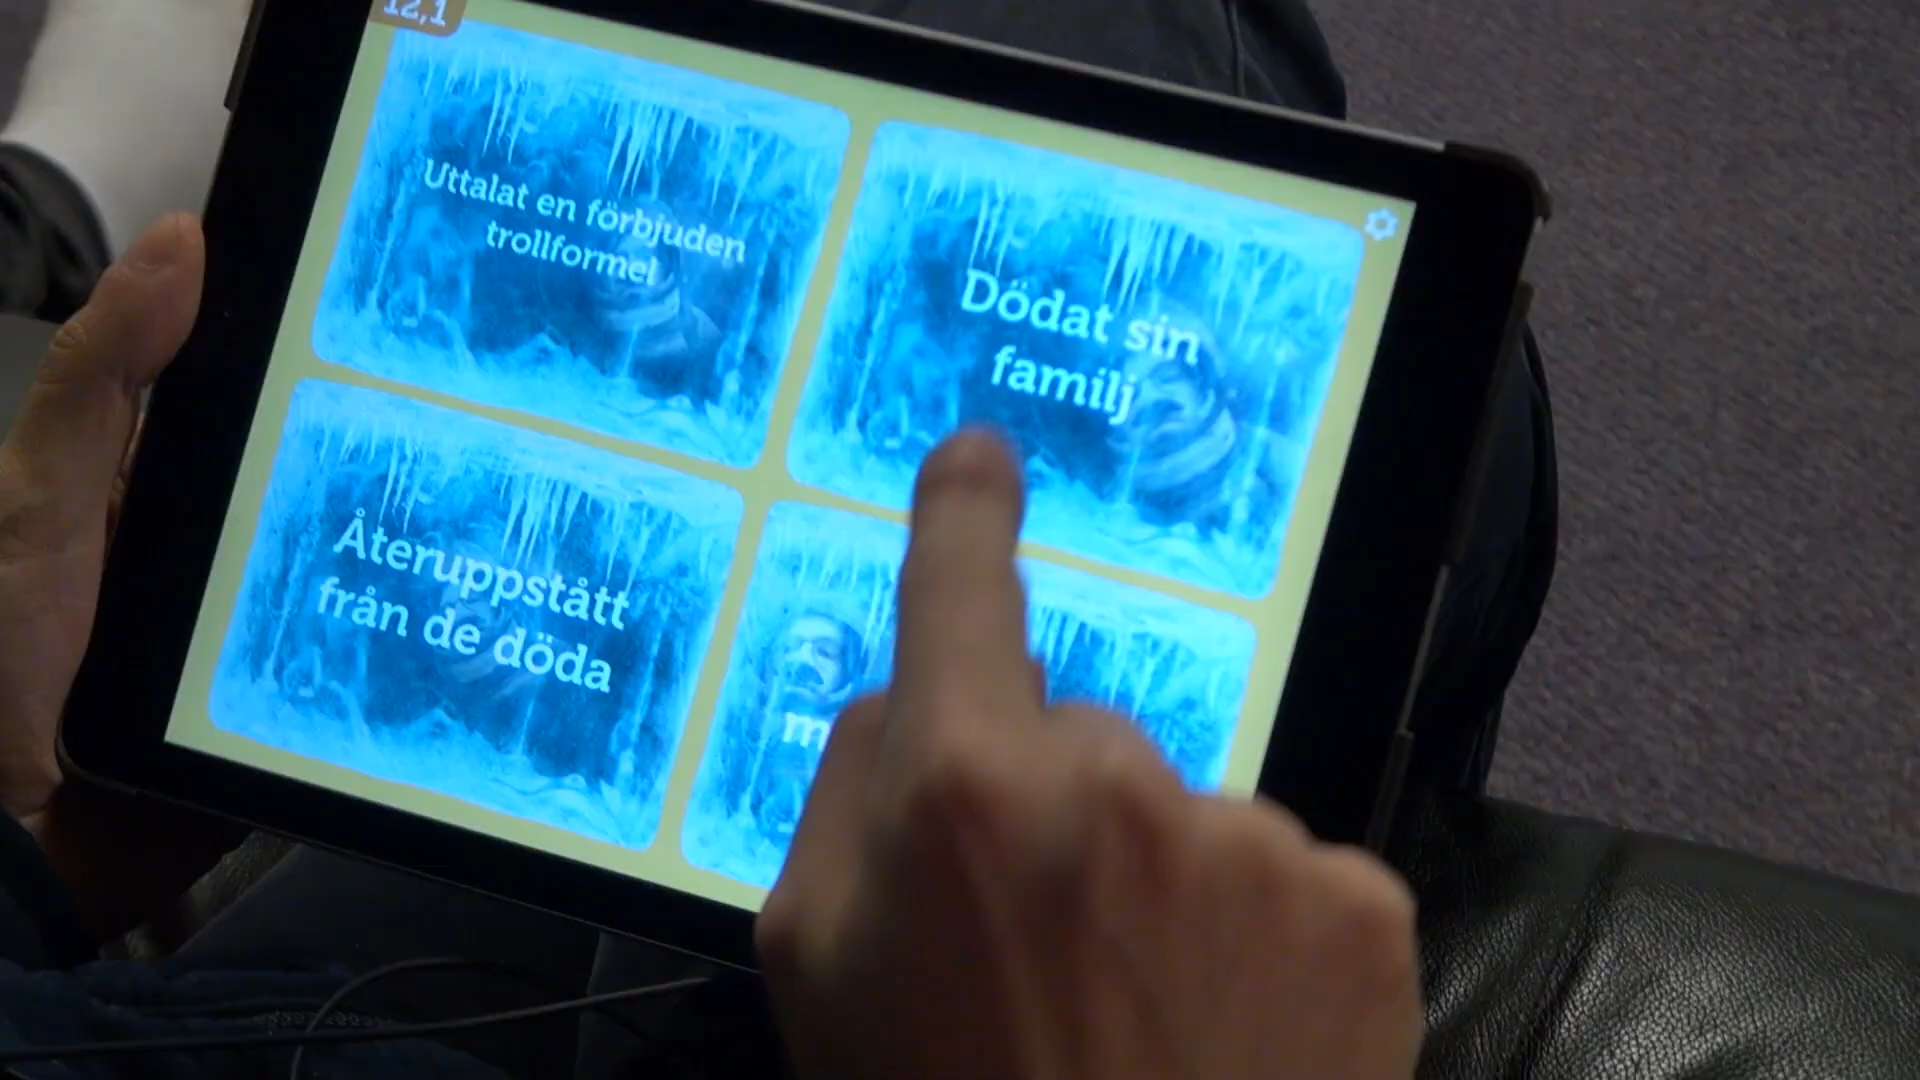 12,1
Uttalat en förbjuden
trollformel
Dödat sin
familj
Återuppstått
från de döda